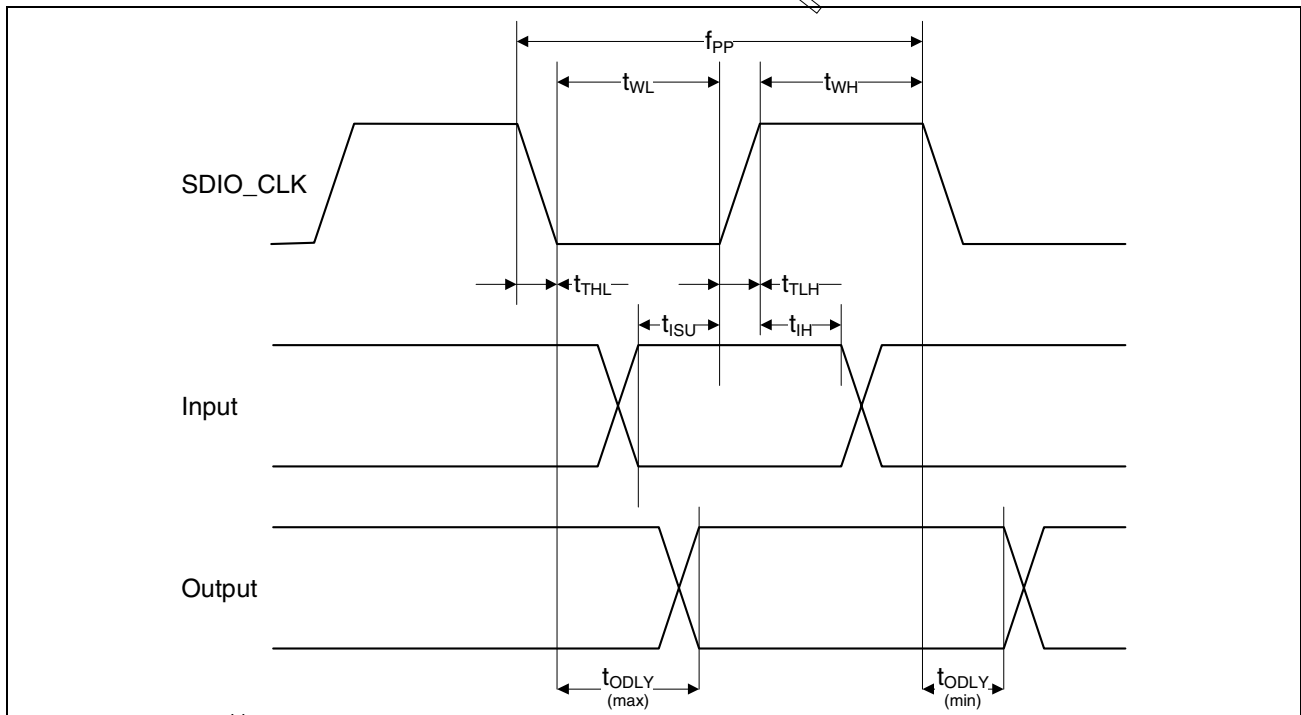 fPP
tWL
tWH
SDIO_CLK
tTHL
tTLH
tISU
tIH
Input
Output
tODLY
(max)
tODLY
(min)